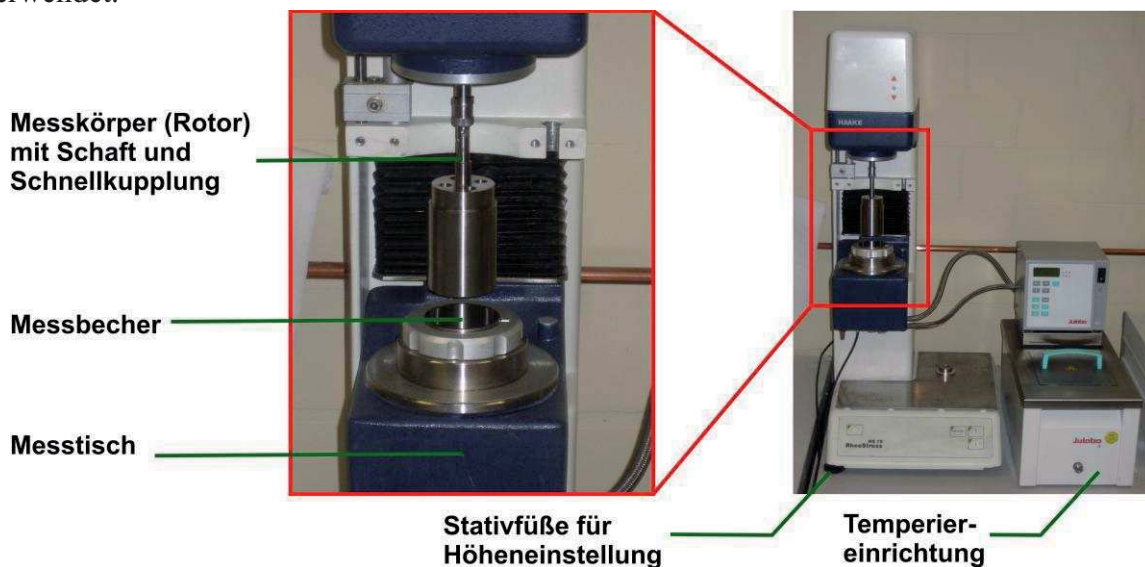 Messkörper (Rotor)
mit Schaft und
Schnellkupplung
Messbecher
Messtisch
Stativfüße für
Höheneinstellung
Temperier-
einrichtung
HAAKE
RheoStress
Julabo